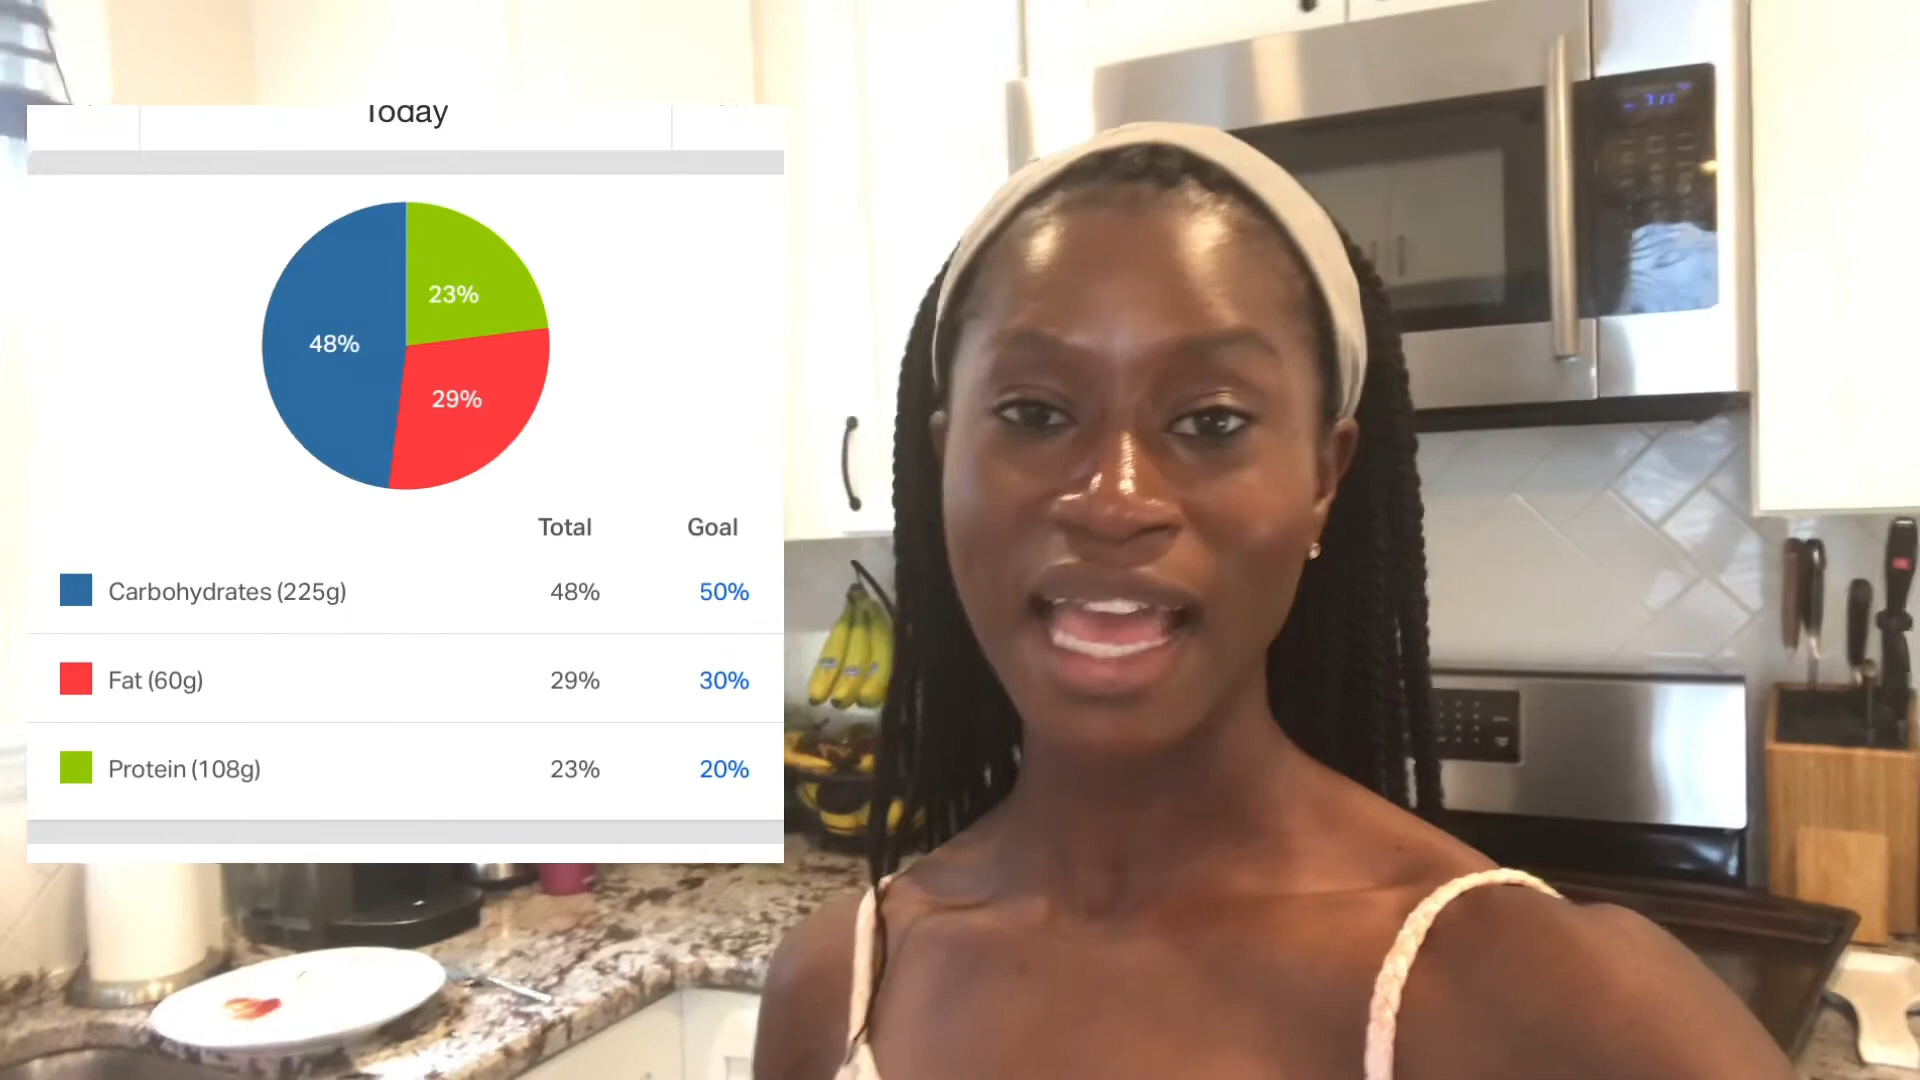 Today
23%
48%
29%
Total Goal
Carbohydrates (225g) 48% 50%
Fat (60g) 29% 30%
Protein (108g) 23% 20%